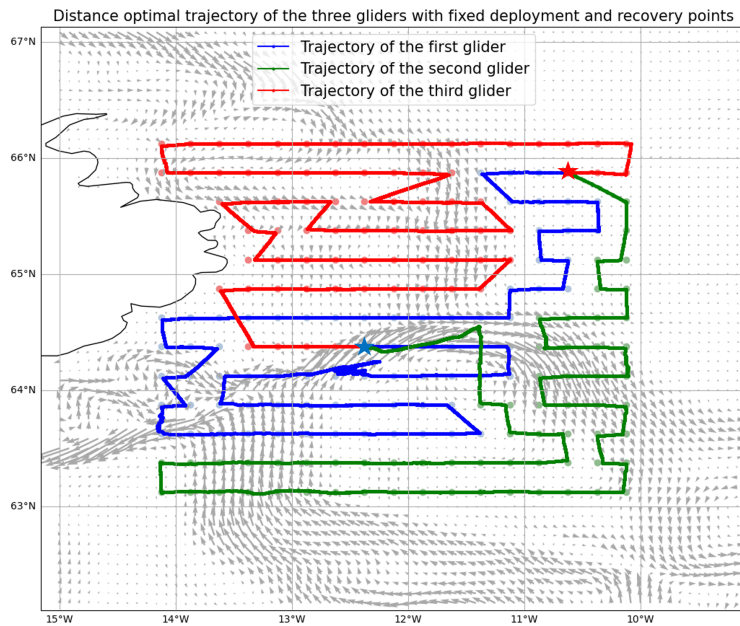 Distance optimal trajectory of the three gliders with fixed deployment and recovery points
67°N
Trajectory of the first glider
Trajectory of the second glider
Trajectory of the third glider
66°N
65°N
64°N
63°N
15°W 14°W 13°W 12°W 11°W 10°W